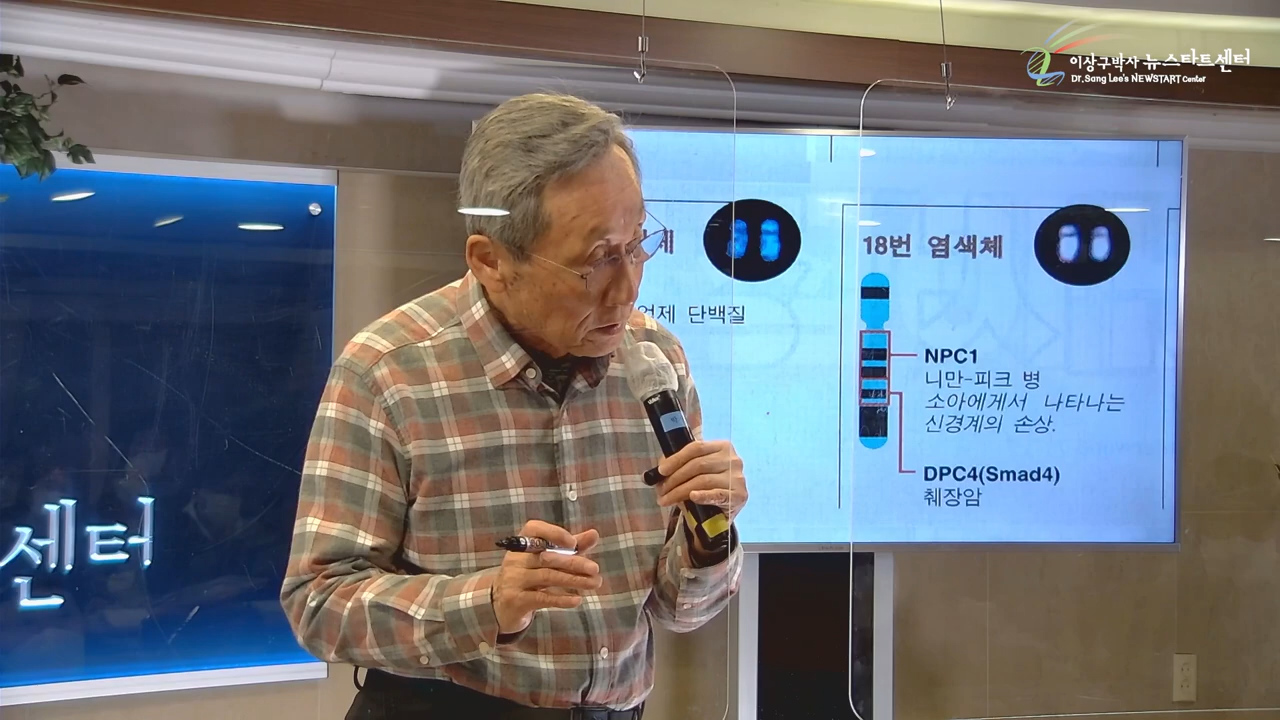 이상구박사 뉴스타트센터
Dr. Sang Lee's NEWSTART Center
18번 염색체
억제 단백질
NPC1
니만-피크 병
소아에게서 나타나는
신경계의 손상.
DPC4(Smad4)
췌장암
센터